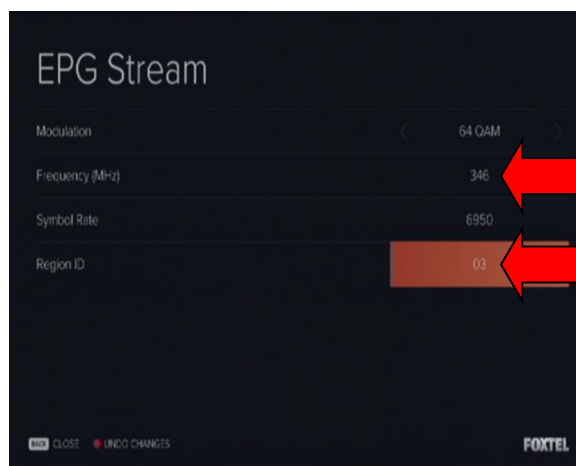 EPG Stream
Modulation 64 QAM
Frequency (MHz) 346
Symbol Rate 6950
Region ID 03
BACK CLOSE UNDO CHANGES FOXTEL